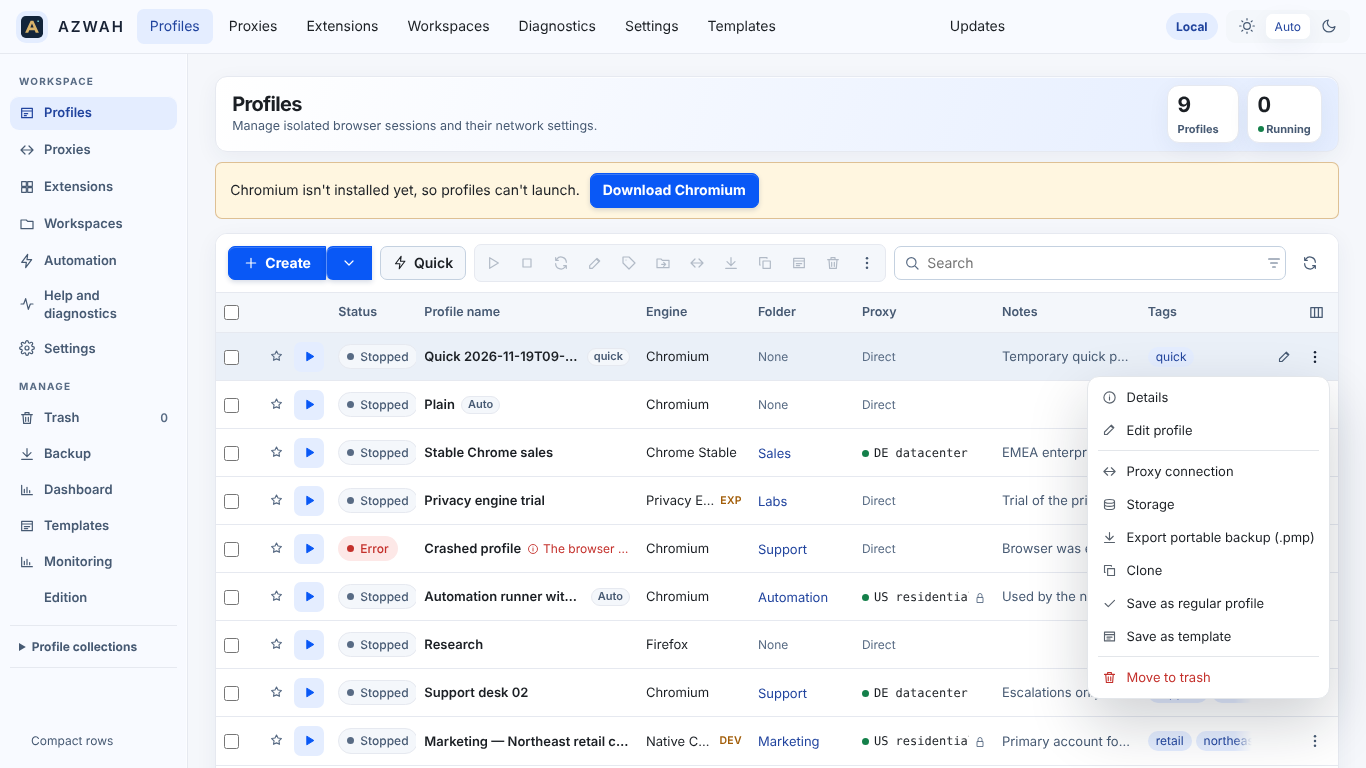 AZWAH
Profiles
Proxies
Extensions
Workspaces
Diagnostics
Settings
Templates
Updates
Local
Auto
WORKSPACE
Profiles
Proxies
Extensions
Workspaces
Automation
Help and
diagnostics
Settings
MANAGE
Trash 0
Backup
Dashboard
Templates
Monitoring
Edition
Profile collections
Compact rows
Profiles
Manage isolated browser sessions and their network settings.
9
Profiles
0
Running
Chromium isn't installed yet, so profiles can't launch.
Download Chromium
Create
Quick
Search
Status Profile name Engine Folder Proxy Notes Tags
Stopped Quick 2026-11-19T09-... quick Chromium None Direct Temporary quick p... quick
Stopped Plain Auto Chromium None Direct
Stopped Stable Chrome sales Chrome Stable Sales DE datacenter EMEA enterpr
Stopped Privacy engine trial Privacy E... EXP Labs Direct Trial of the pri
Error Crashed profile The browser ... Chromium Support Direct Browser was
Stopped Automation runner wit... Auto Chromium Automation US residentia Used by the n
Stopped Research Firefox None Direct
Stopped Support desk 02 Chromium Support DE datacenter Escalations on
Stopped Marketing — Northeast retail c... Native C... DEV Marketing US residentia Primary account fo... retail northeas
Details
Edit profile
Proxy connection
Storage
Export portable backup (.pmp)
Clone
Save as regular profile
Save as template
Move to trash